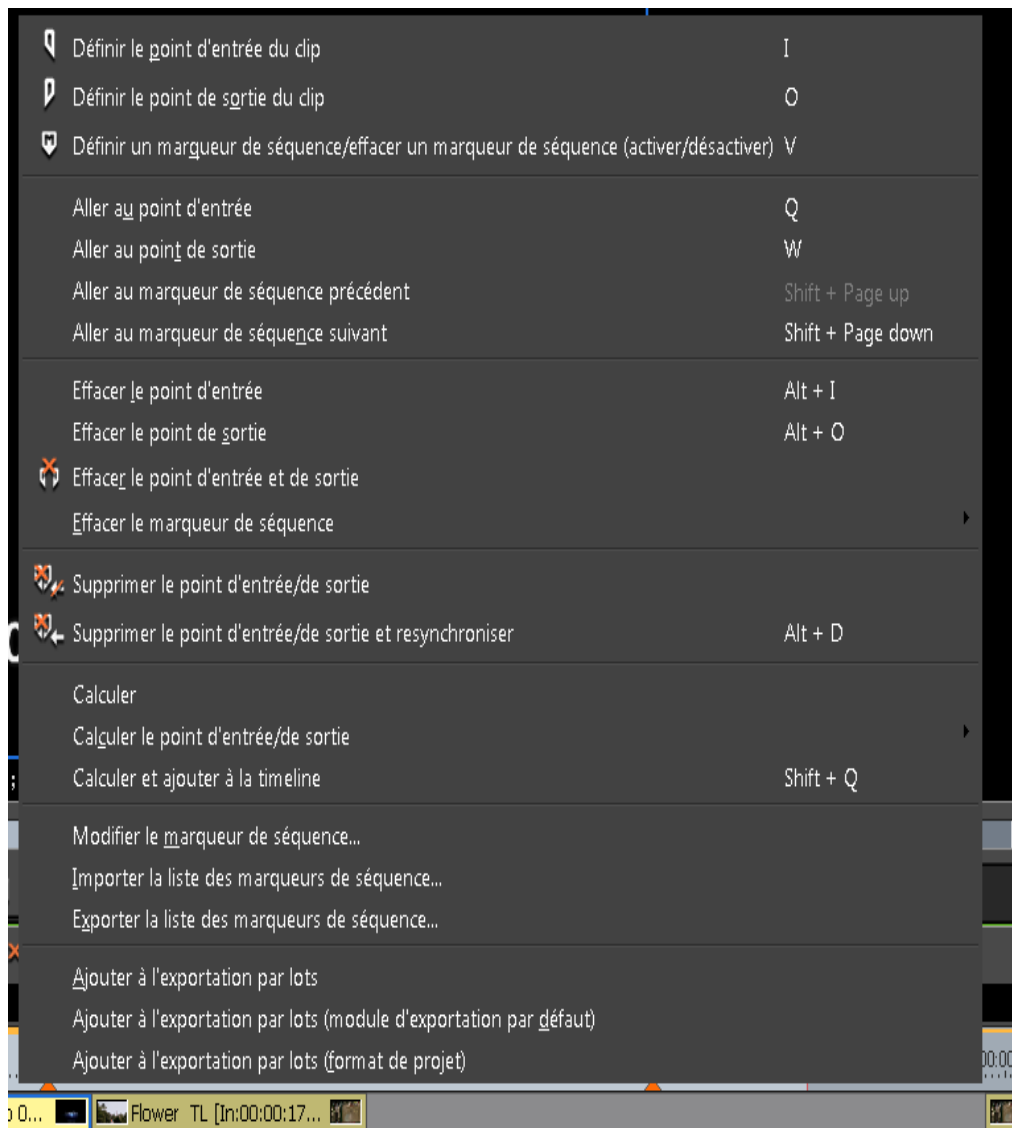 Définir le point d'entrée du clip I
Définir le point de sortie du clip O
Définir un marqueur de séquence/effacer un marqueur de séquence (activer/désactiver) V
Aller au point d'entrée Q
Aller au point de sortie W
Aller au marqueur de séquence précédent Shift + Page up
Aller au marqueur de séquence suivant Shift + Page down
Effacer le point d'entrée Alt + I
Effacer le point de sortie Alt + O
Effacer le point d'entrée et de sortie
Effacer le marqueur de séquence
Supprimer le point d'entrée/de sortie
Supprimer le point d'entrée/de sortie et resynchroniser Alt + D
Calculer
Calculer le point d'entrée/de sortie
Calculer et ajouter à la timeline Shift + Q
Modifier le marqueur de séquence...
Importer la liste des marqueurs de séquence...
Exporter la liste des marqueurs de séquence...
Ajouter à l'exportation par lots
Ajouter à l'exportation par lots (module d'exportation par défaut)
Ajouter à l'exportation par lots (format de projet)
00:00
0... Flower TL [In:00:00:17...